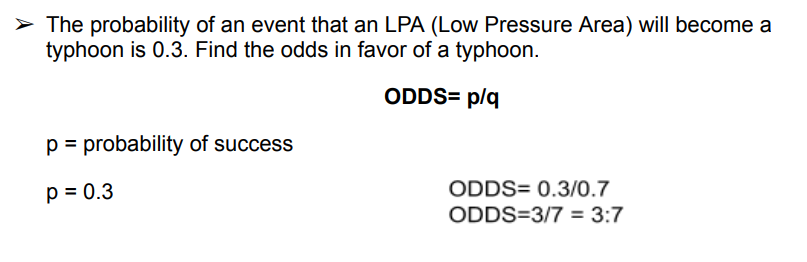 ➢ The probability of an event that an LPA (Low Pressure Area) will become a
typhoon is 0.3. Find the odds in favor of a typhoon.
ODDS= p/q
p = probability of success
p = 0.3
ODDS= 0.3/0.7
ODDS=3/7 = 3:7